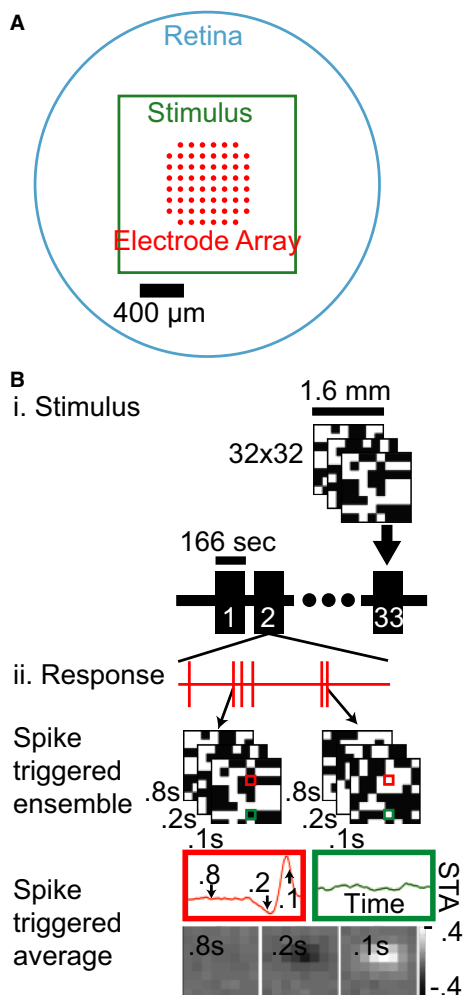 A
Retina
Stimulus
Electrode Array
400 µm
B
i. Stimulus
1.6 mm
32x32
166 sec
1 2 33
ii. Response
Spike
triggered
ensemble
.8s
.2s
.1s
.8s
.2s
.1s
Spike
triggered
average
.8 .2 .1
Time
STA
.8s .2s .1s
.4
-.4